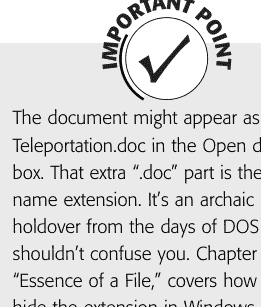 IMPORTANT POINT
The document might appear as
Teleportation.doc in the Open d
box. That extra “.doc” part is the
name extension. It’s an archaic
holdover from the days of DOS
shouldn’t confuse you. Chapter
“Essence of a File,” covers how
hide the extension in Windows